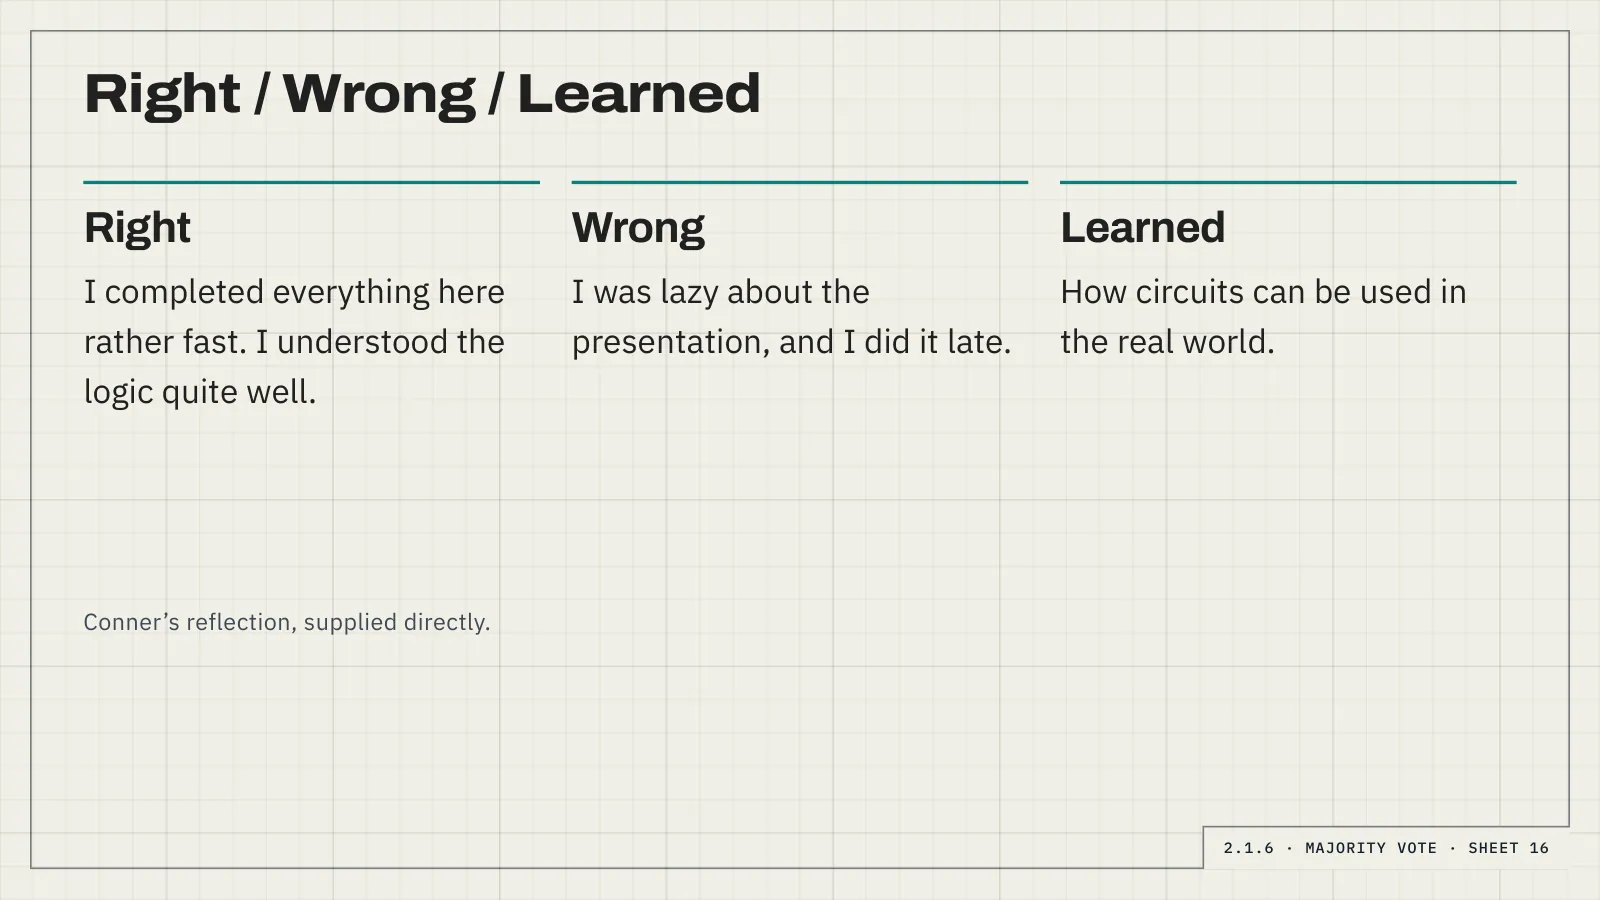 Right / Wrong / Learned
Right
I completed everything here
rather fast. I understood the
logic quite well.
Wrong
I was lazy about the
presentation, and I did it late.
Learned
How circuits can be used in
the real world.
Conner’s reflection, supplied directly.
2.1.6 · MAJORITY VOTE · SHEET 16